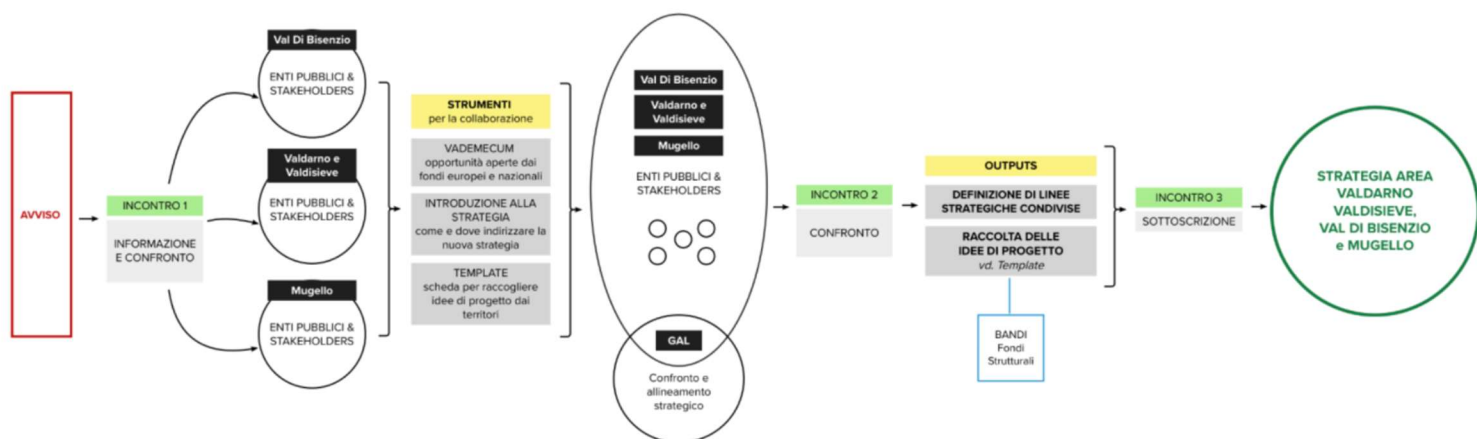 AVVISO
INCONTRO 1
INFORMAZIONE
E CONFRONTO
Val Di Bisenzio
ENTI PUBBLICI &
STAKEHOLDERS
Valdarno e
Valdisieve
ENTI PUBBLICI &
STAKEHOLDERS
Mugello
ENTI PUBBLICI &
STAKEHOLDERS
STRUMENTI
per la collaborazione
VADEMECUM
opportunità aperte dai
fondi europei e nazionali
INTRODUZIONE ALLA
STRATEGIA
come e dove indirizzare la
nuova strategia
TEMPLATE
scheda per raccogliere
idee di progetto dai
territori
Val Di Bisenzio
Valdarno e
Valdisieve
Mugello
ENTI PUBBLICI &
STAKEHOLDERS
GAL
Confronto e
allineamento
strategico
INCONTRO 2
CONFRONTO
OUTPUTS
DEFINIZIONE DI LINEE
STRATEGICHE CONDIVISE
RACCOLTA DELLE
IDEE DI PROGETTO
vd. Template
BANDI
Fondi
Strutturali
INCONTRO 3
SOTTOSCRIZIONE
STRATEGIA AREA
VALDARNO
VALDISIEVE,
VAL DI BISENZIO
e MUGELLO